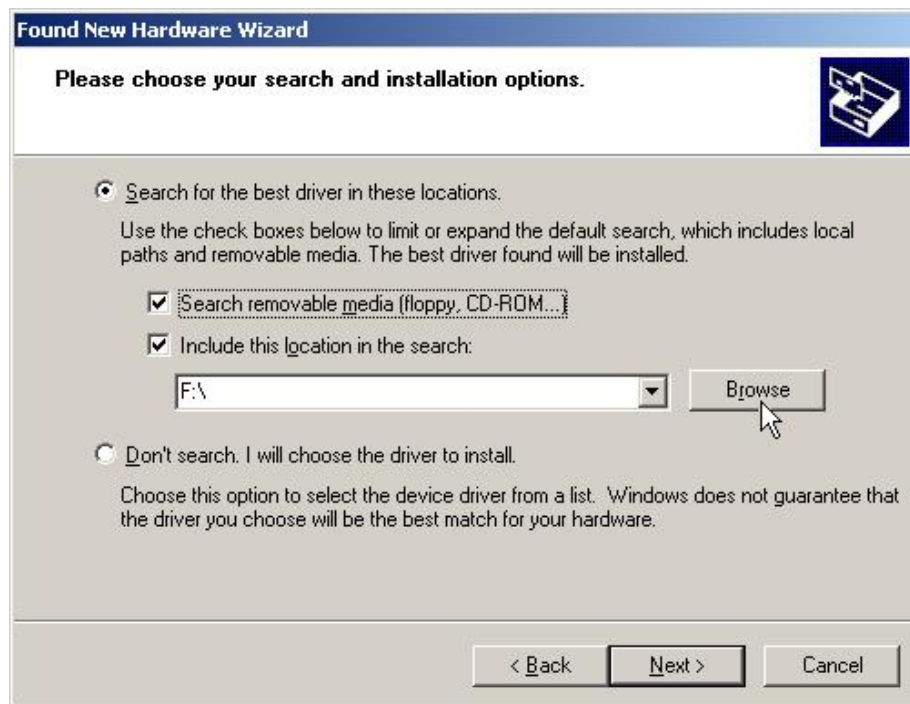 Found New Hardware Wizard
Please choose your search and installation options.
Search for the best driver in these locations.
Use the check boxes below to limit or expand the default search, which includes local
paths and removable media. The best driver found will be installed.
Search removable media (floppy, CD-ROM...)
Include this location in the search:
F:\
Browse
Don't search. I will choose the driver to install.
Choose this option to select the device driver from a list. Windows does not guarantee that
the driver you choose will be the best match for your hardware.
< Back
Next >
Cancel